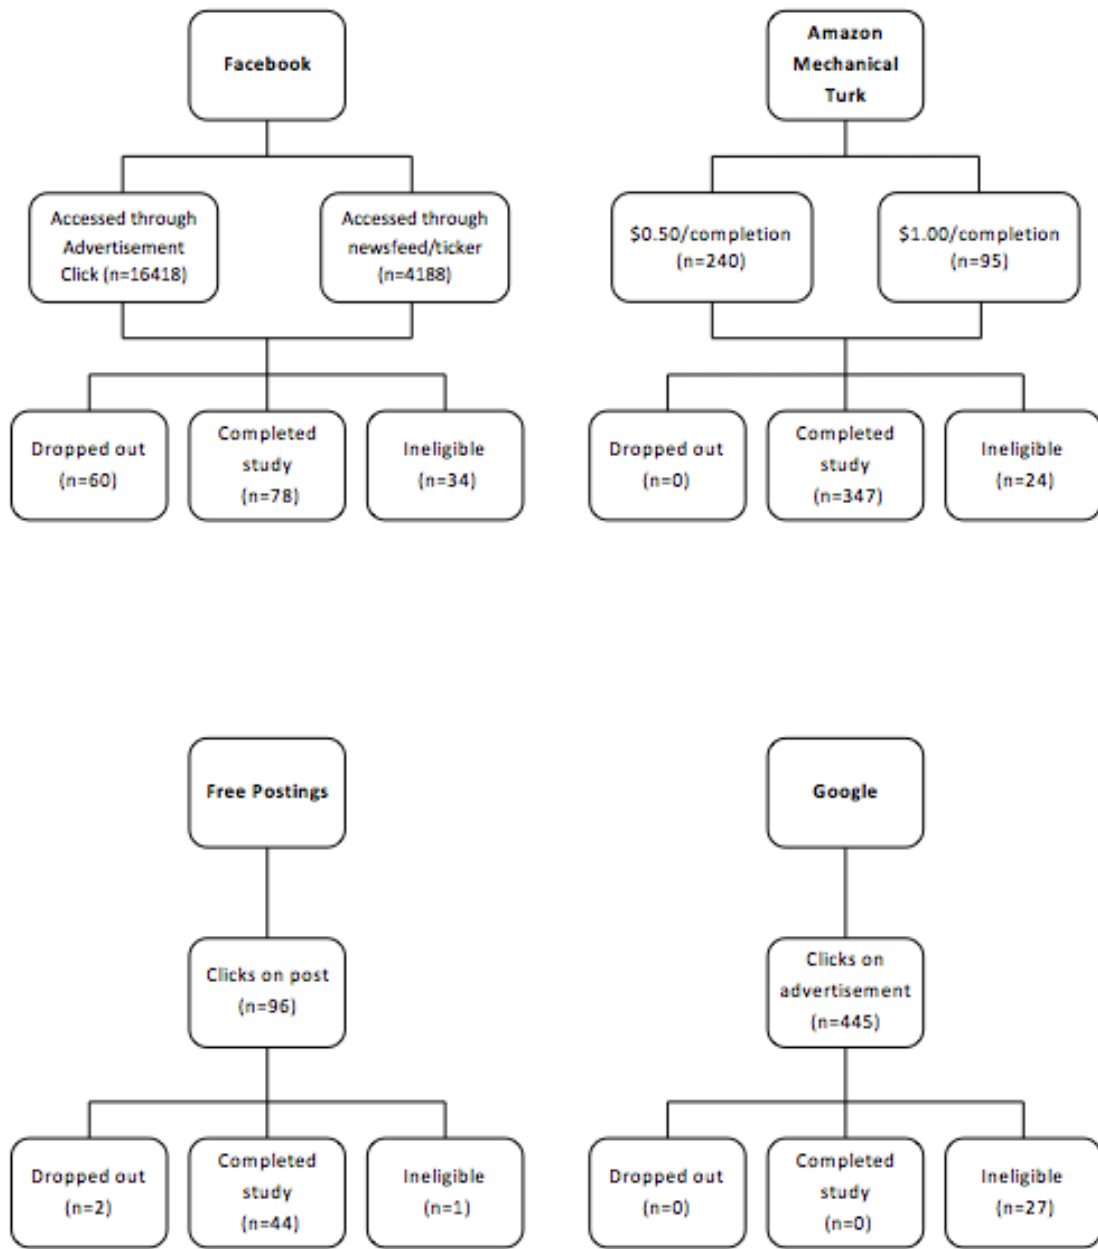 Facebook
Accessed through
Advertisement
Click (n=16418)
Accessed through
newsfeed/ticker
(n=4188)
Dropped out
(n=60)
Completed
study
(n=78)
Ineligible
(n=34)
Amazon
Mechanical
Turk
$0.50/completion
(n=240)
$1.00/completion
(n=95)
Dropped out
(n=0)
Completed
study
(n=347)
Ineligible
(n=24)
Free Postings
Clicks on post
(n=96)
Dropped out
(n=2)
Completed
study
(n=44)
Ineligible
(n=1)
Google
Clicks on
advertisement
(n=445)
Dropped out
(n=0)
Completed
study
(n=0)
Ineligible
(n=27)